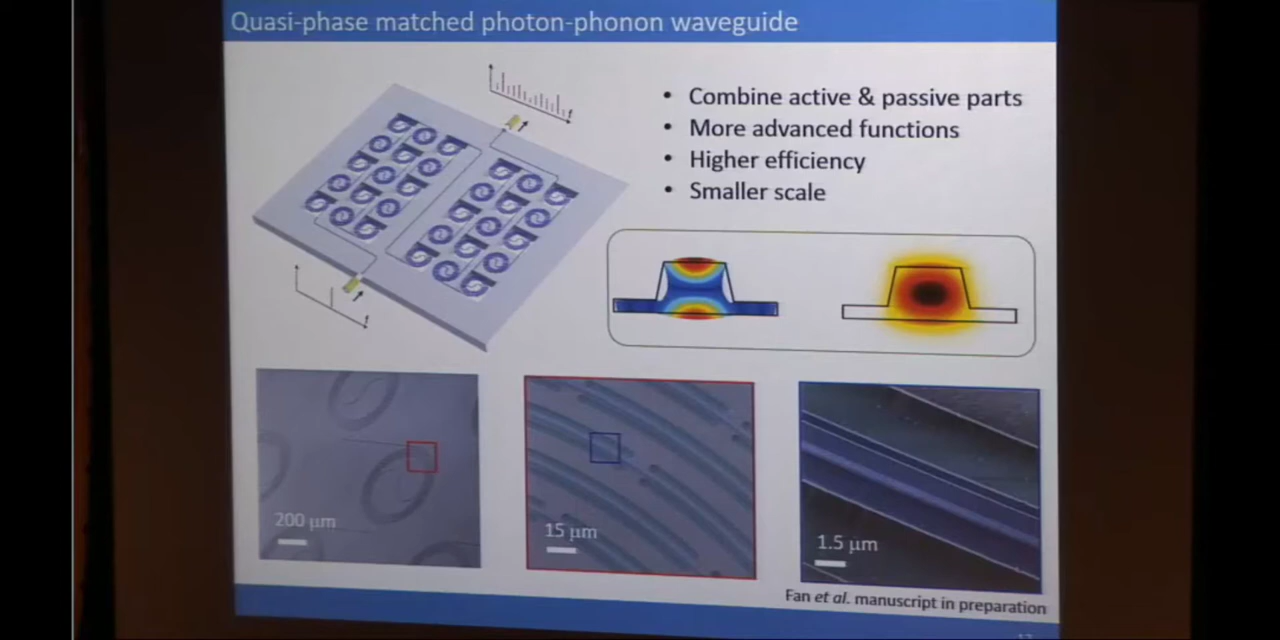 Quasi-phase matched photon-phonon waveguide
• Combine active & passive parts
• More advanced functions
• Higher efficiency
• Smaller scale
f
f
200 μm
15 μm
1.5 μm
Fan et al. manuscript in preparation